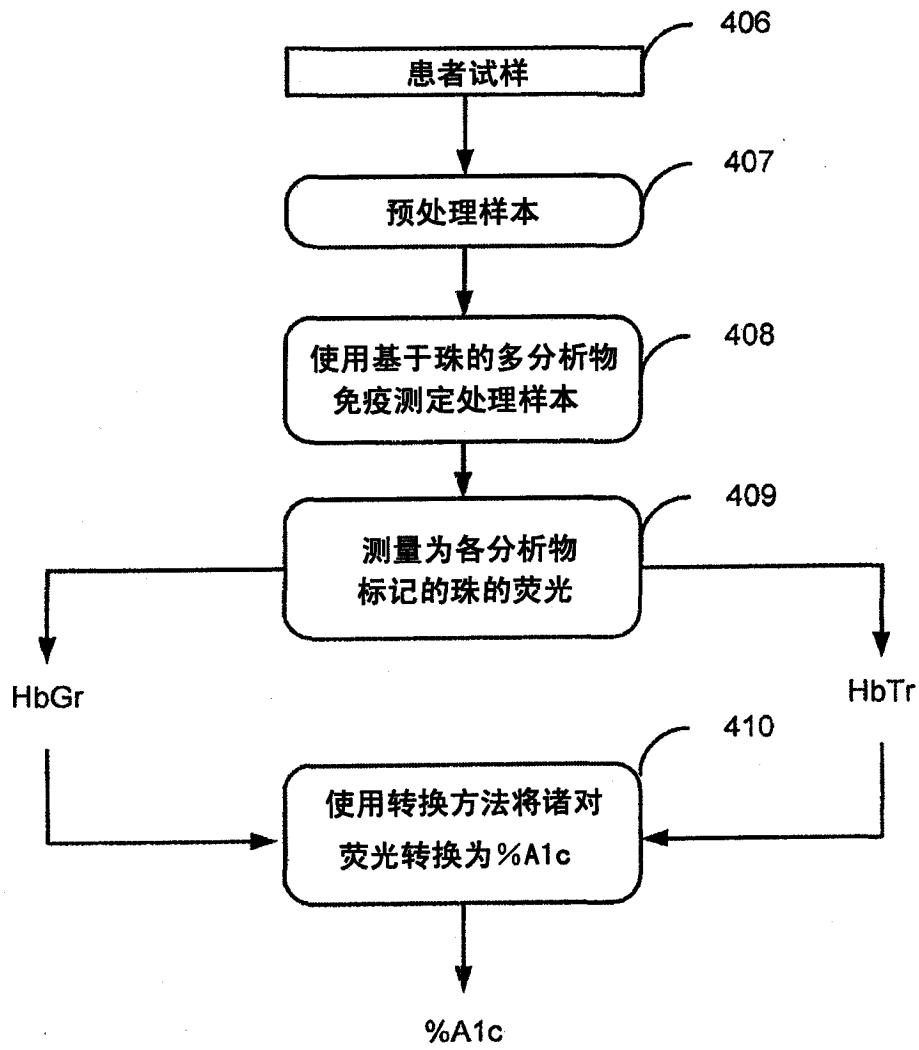 406
患者试样
407
预处理样本
408
使用基于珠的多分析物
免疫测定处理样本
409
测量为各分析物
标记的珠的荧光
HbGr
HbTr
410
使用转换方法将诸对
荧光转换为%A1c
%A1c